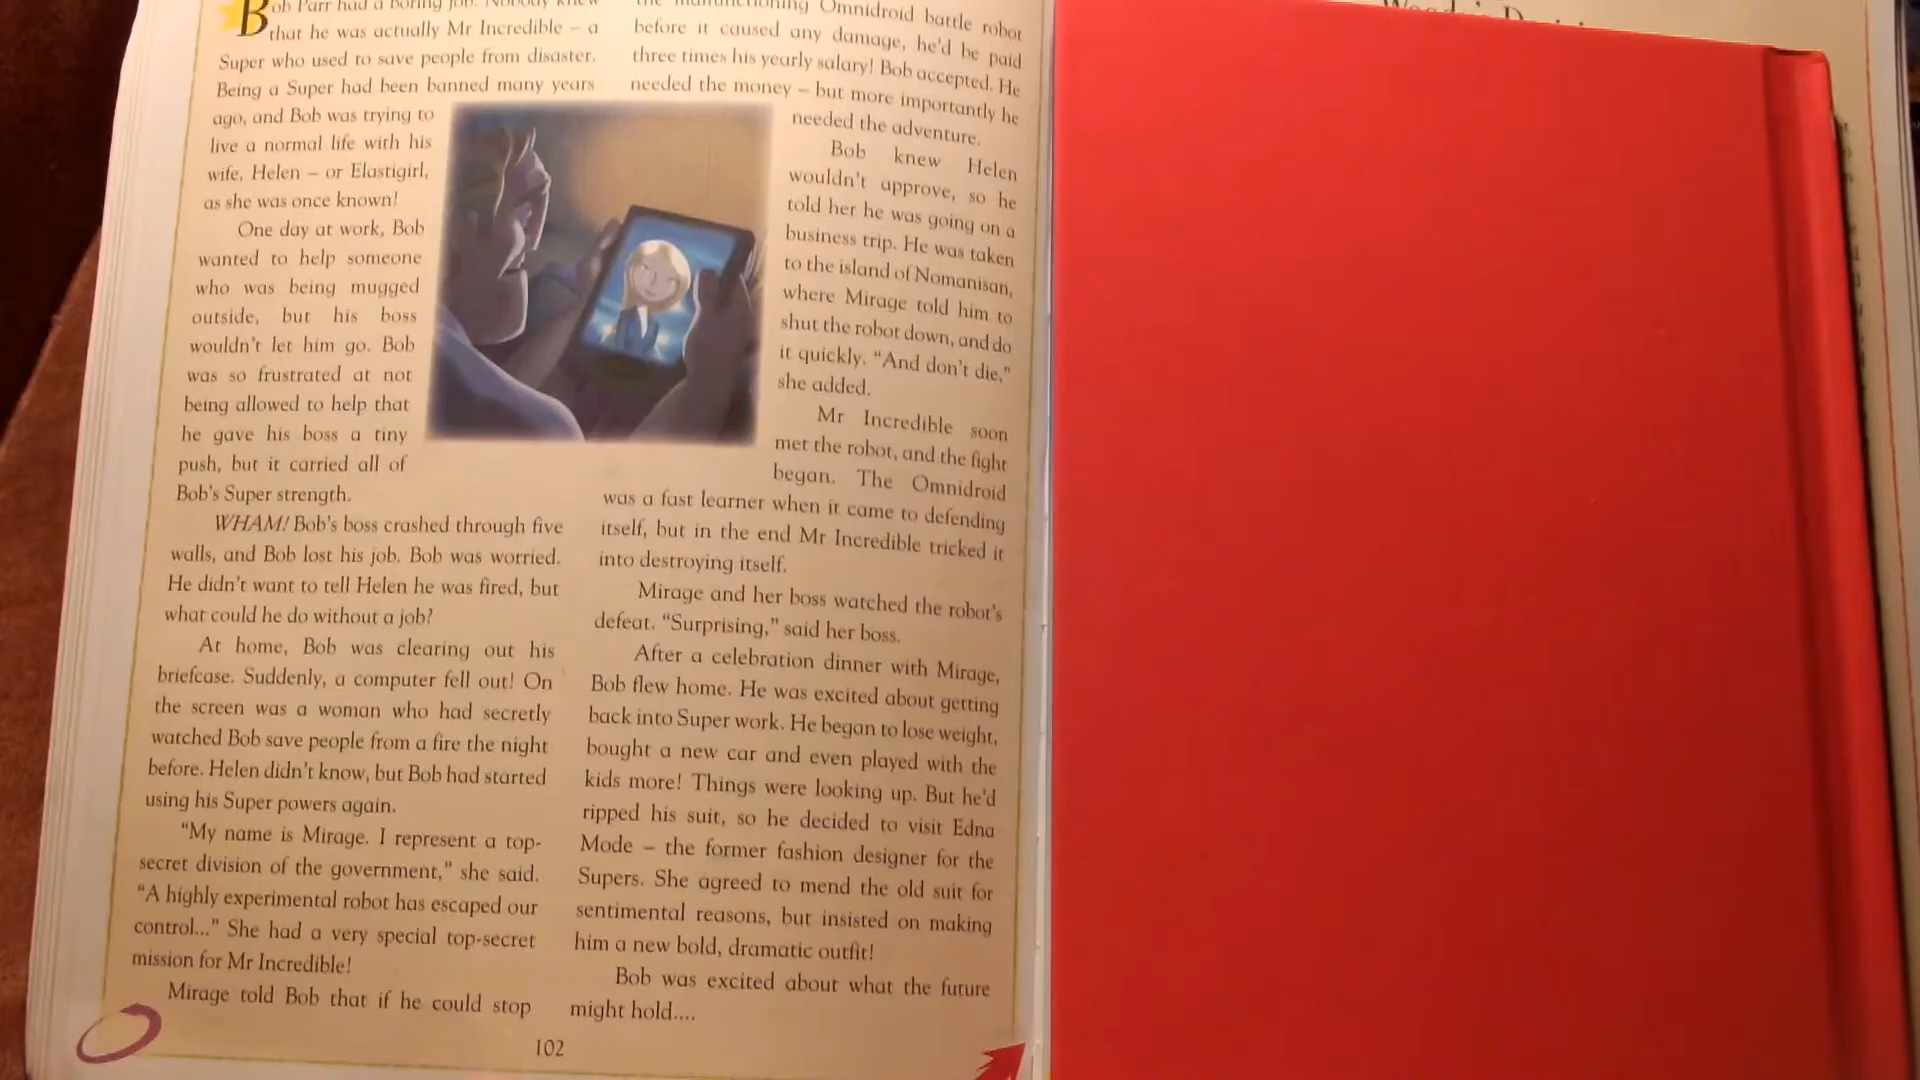 Bob Parr had a boring job. Nobody knew
that he was actually Mr Incredible – a
Super who used to save people from disaster.
Being a Super had been banned many years
ago, and Bob was trying to
live a normal life with his
wife, Helen – or Elastigirl,
as she was once known!
One day at work, Bob
wanted to help someone
who was being mugged
outside, but his boss
wouldn't let him go. Bob
was so frustrated at not
being allowed to help that
he gave his boss a tiny
push, but it carried all of
Bob's Super strength.
WHAM! Bob's boss crashed through five
walls, and Bob lost his job. Bob was worried.
He didn't want to tell Helen he was fired, but
what could he do without a job?
At home, Bob was clearing out his
briefcase. Suddenly, a computer fell out! On
the screen was a woman who had secretly
watched Bob save people from a fire the night
before. Helen didn't know, but Bob had started
using his Super powers again.
“My name is Mirage. I represent a top-
secret division of the government,” she said.
“A highly experimental robot has escaped our
control...” She had a very special top-secret
mission for Mr Incredible!
Mirage told Bob that if he could stop
the malfunctioning Omnidroid battle robot
before it caused any damage, he'd be paid
three times his yearly salary! Bob accepted. He
needed the money – but more importantly he
needed the adventure.
Bob knew Helen
wouldn't approve, so he
told her he was going on a
business trip. He was taken
to the island of Nomanisan,
where Mirage told him to
shut the robot down, and do
it quickly. “And don't die,”
she added.
Mr Incredible soon
met the robot, and the fight
began. The Omnidroid
was a fast learner when it came to defending
itself, but in the end Mr Incredible tricked it
into destroying itself.
Mirage and her boss watched the robot's
defeat. “Surprising,” said her boss.
After a celebration dinner with Mirage,
Bob flew home. He was excited about getting
back into Super work. He began to lose weight,
bought a new car and even played with the
kids more! Things were looking up. But he'd
ripped his suit, so he decided to visit Edna
Mode – the former fashion designer for the
Supers. She agreed to mend the old suit for
sentimental reasons, but insisted on making
him a new bold, dramatic outfit!
Bob was excited about what the future
might hold....
102